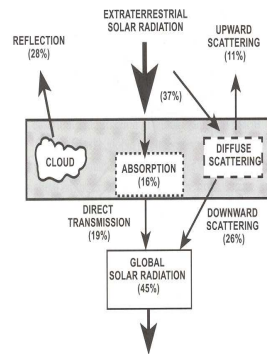 EXTRATERRESTRIAL
SOLAR RADIATION
REFLECTION
(28%)
UPWARD
SCATTERING
(11%)
(37%)
CLOUD
ABSORPTION
(16%)
DIFFUSE
SCATTERING
DIRECT
TRANSMISSION
(19%)
DOWNWARD
SCATTERING
(26%)
GLOBAL
SOLAR RADIATION
(45%)